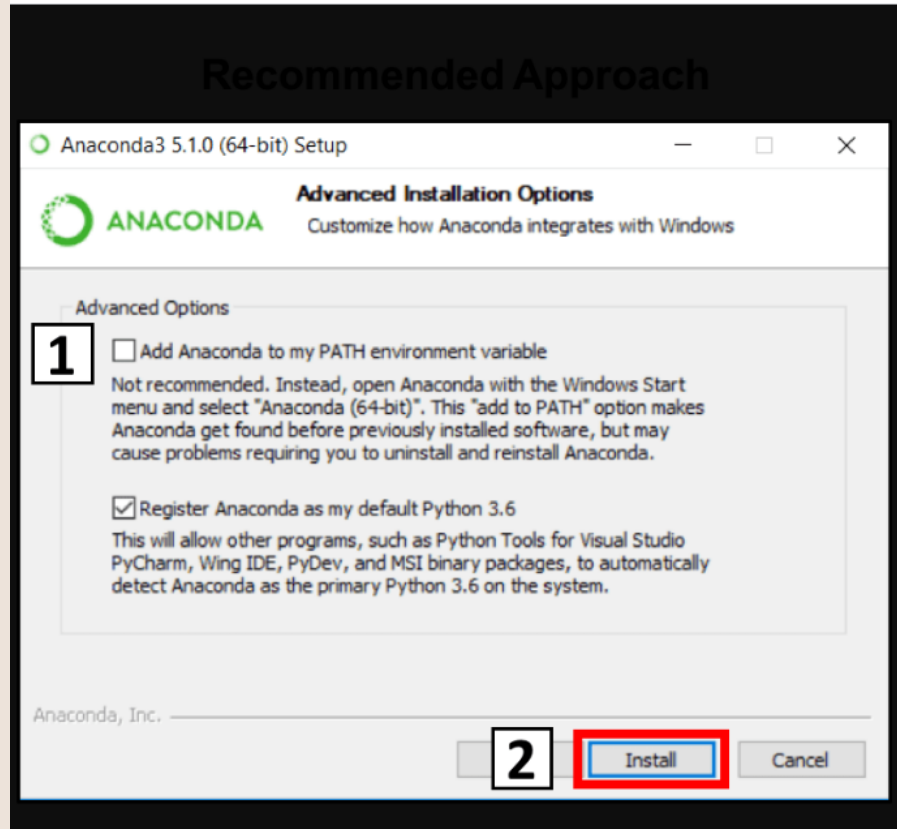 Recommended Approach
Anaconda3 5.1.0 (64-bit) Setup
ANACONDA
Advanced Installation Options
Customize how Anaconda integrates with Windows
Advanced Options
1
Add Anaconda to my PATH environment variable
Not recommended. Instead, open Anaconda with the Windows Start
menu and select "Anaconda (64-bit)". This "add to PATH" option makes
Anaconda get found before previously installed software, but may
cause problems requiring you to uninstall and reinstall Anaconda.
Register Anaconda as my default Python 3.6
This will allow other programs, such as Python Tools for Visual Studio
PyCharm, Wing IDE, PyDev, and MSI binary packages, to automatically
detect Anaconda as the primary Python 3.6 on the system.
Anaconda, Inc.
2
Install
Cancel